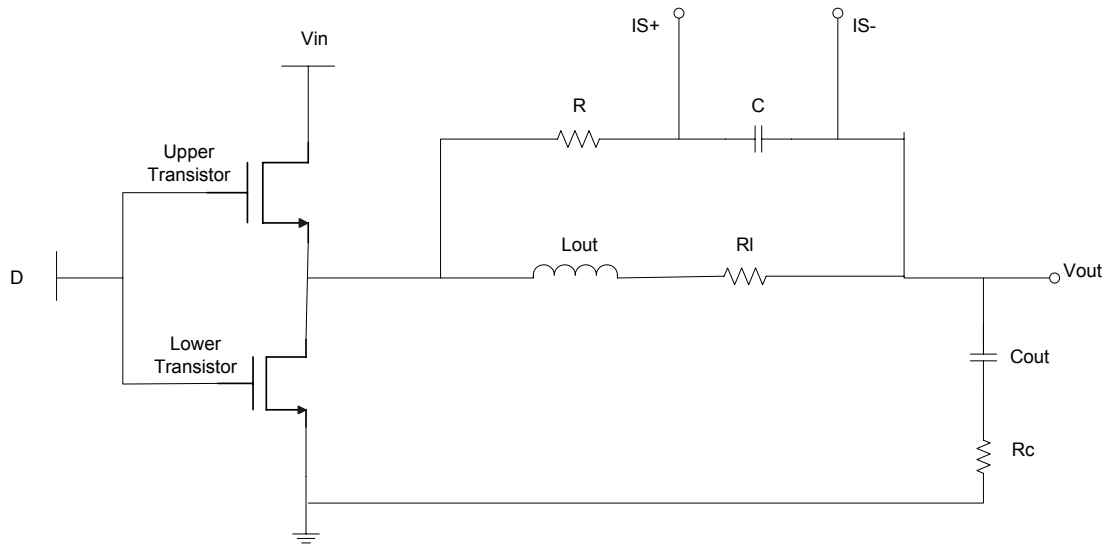 IS+
IS-
Vin
R
C
Upper
Transistor
Lout
Rl
D
Vout
Lower
Transistor
Cout
Rc